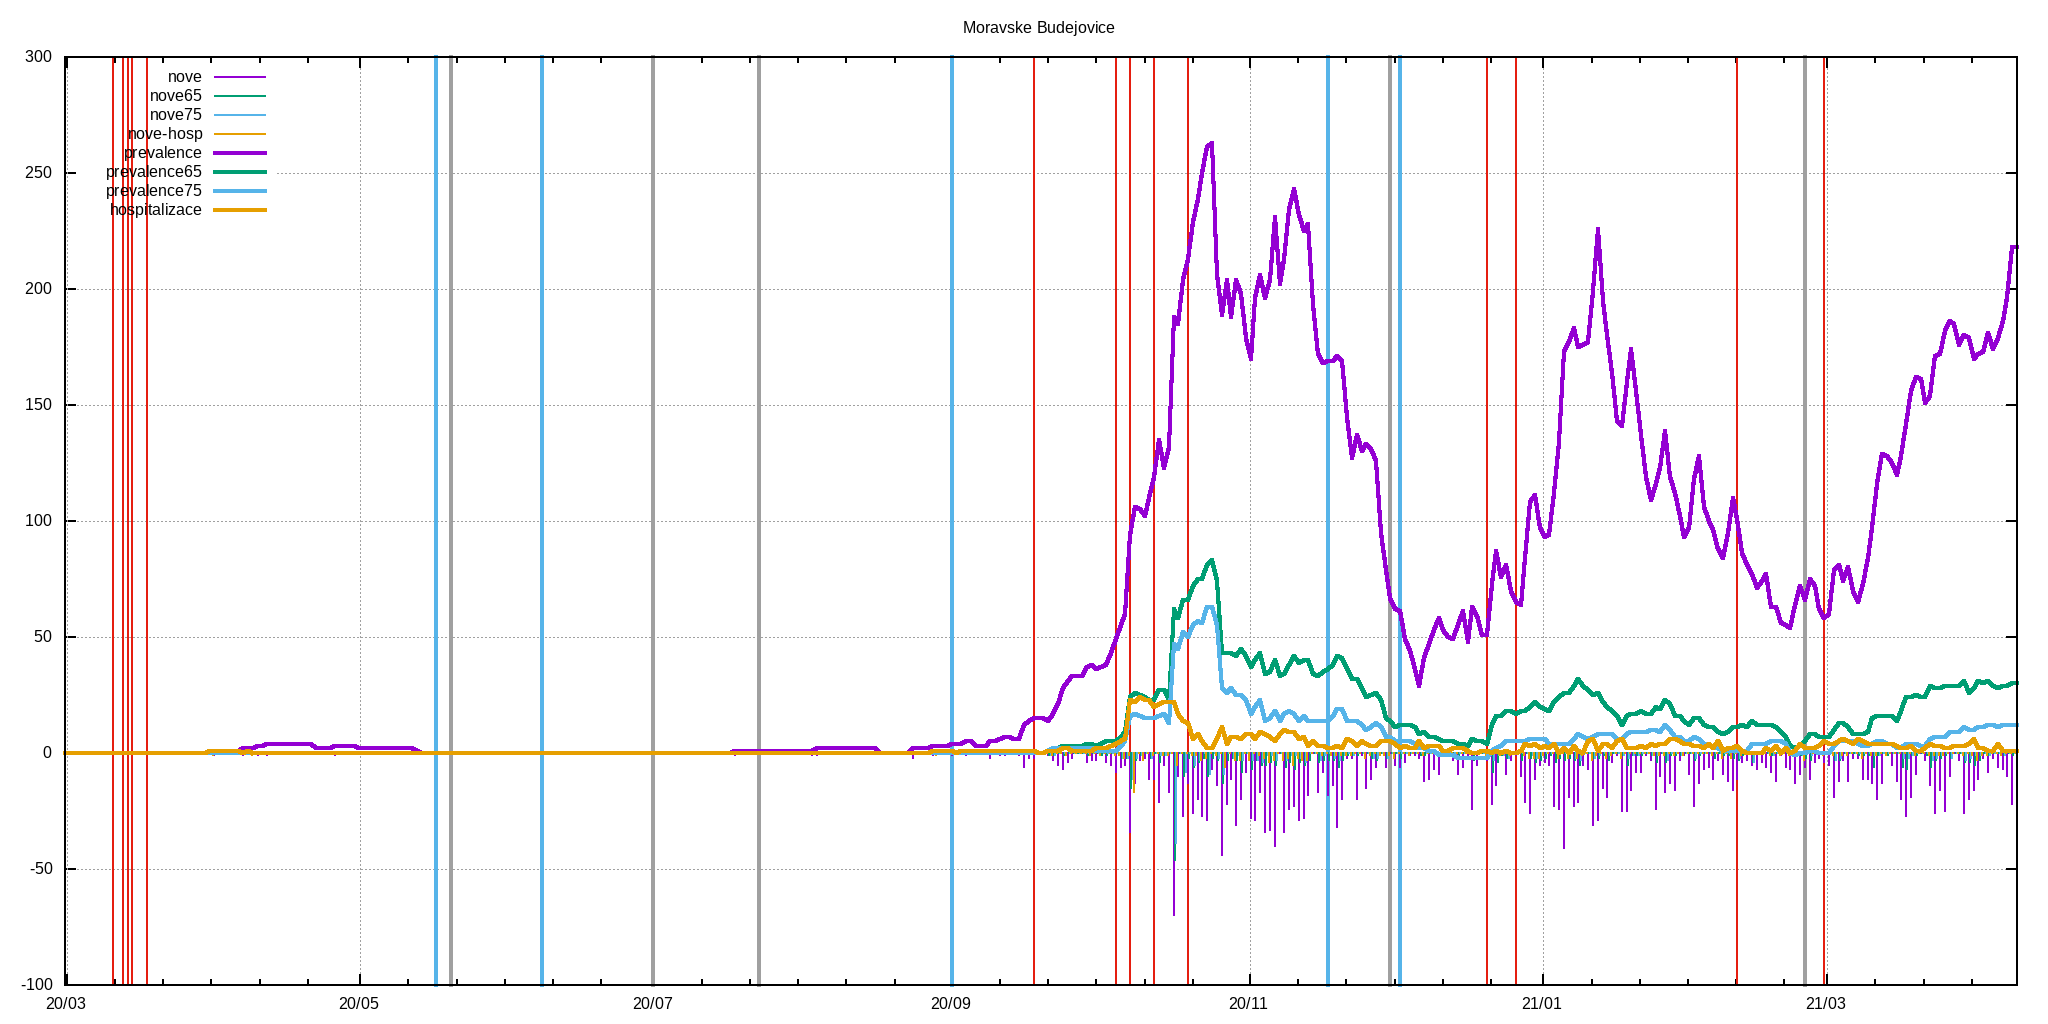 Moravske Budejovice
300
250
200
150
100
50
0
-50
-100
nove
nove65
nove75
nove-hosp
prevalence
prevalence65
prevalence75
hospitalizace
20/03 20/05 20/07 20/09 20/11 21/01 21/03